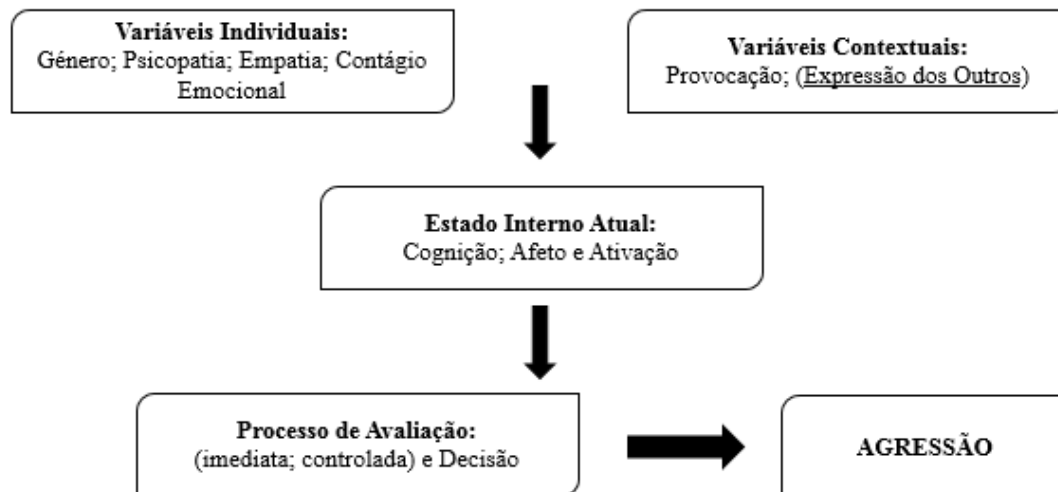 Variáveis Individuais:
Género; Psicopatia; Empatia; Contágio
Emocional
Variáveis Contextuais:
Provocação; (Expressão dos Outros)
Estado Interno Atual:
Cognição; Afeto e Ativação
Processo de Avaliação:
(imediata; controlada) e Decisão
AGRESSÃO